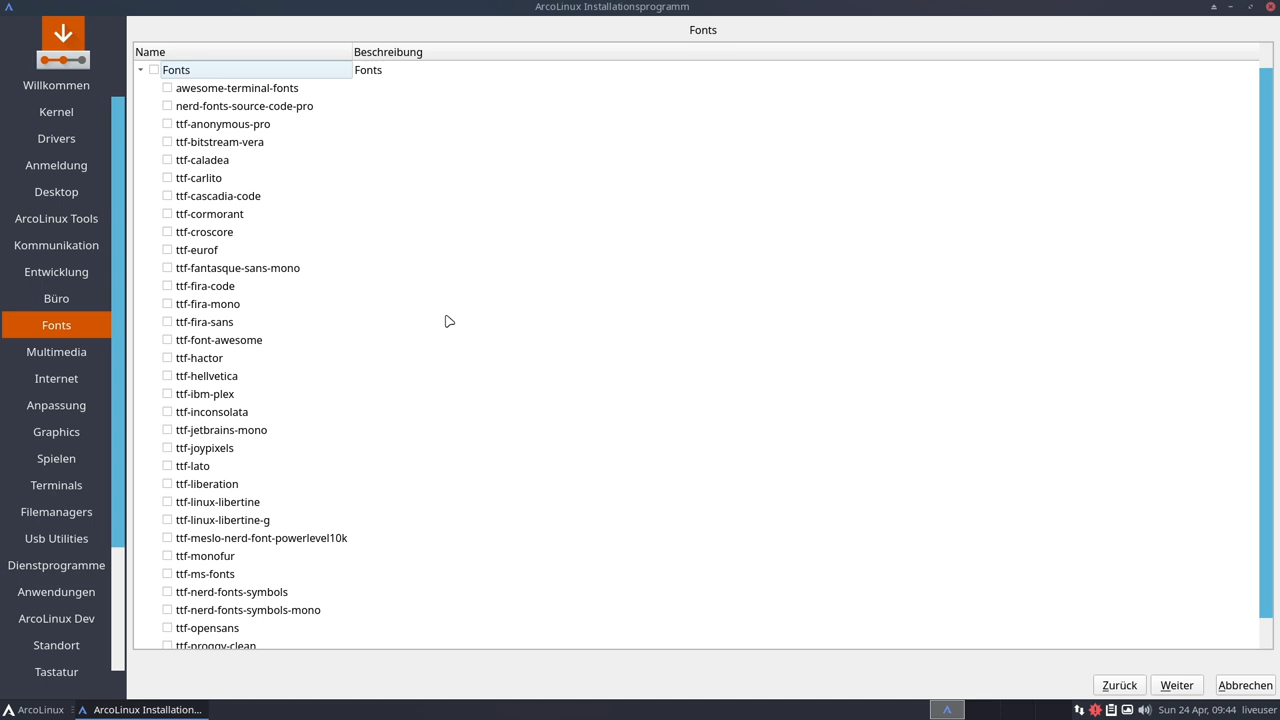 ArcoLinux Installationsprogramm
Fonts
Name Beschreibung
Fonts Fonts
awesome-terminal-fonts
nerd-fonts-source-code-pro
ttf-anonymous-pro
ttf-bitstream-vera
ttf-caladea
ttf-carlito
ttf-cascadia-code
ttf-cormorant
ttf-croscore
ttf-eurof
ttf-fantasque-sans-mono
ttf-fira-code
ttf-fira-mono
ttf-fira-sans
ttf-font-awesome
ttf-hactor
ttf-hellvetica
ttf-ibm-plex
ttf-inconsolata
ttf-jetbrains-mono
ttf-joypixels
ttf-lato
ttf-liberation
ttf-linux-libertine
ttf-linux-libertine-g
ttf-meslo-nerd-font-powerlevel10k
ttf-monofur
ttf-ms-fonts
ttf-nerd-fonts-symbols
ttf-nerd-fonts-symbols-mono
ttf-opensans
ttf-proggy-clean
Willkommen
Kernel
Drivers
Anmeldung
Desktop
ArcoLinux Tools
Kommunikation
Entwicklung
Büro
Fonts
Multimedia
Internet
Anpassung
Graphics
Spielen
Terminals
Filemanagers
Usb Utilities
Dienstprogramme
Anwendungen
ArcoLinux Dev
Standort
Tastatur
Zurück Weiter Abbrechen
ArcoLinux ArcoLinux Installation... Sun 24 Apr, 09:44 liveuser